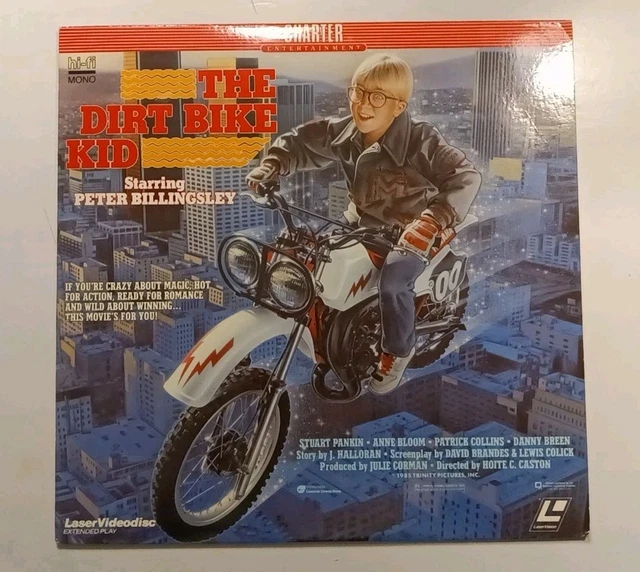 CHARTER
ENTERTAINMENT
hi-fi
MONO
THE
DIRT BIKE
KID
Starring
PETER BILLINGSLEY
IF YOU'RE CRAZY ABOUT MAGIC, HOT
FOR ACTION, READY FOR ROMANCE
AND WILD ABOUT WINNING...
THIS MOVIE'S FOR YOU!
M
00
STUART PANKIN • ANNE BLOOM • PATRICK COLLINS • DANNY BREEN
Story by J. HALLORAN • Screenplay by DAVID BRANDES & LEWIS COLICK
Produced by JULIE CORMAN • Directed by HOITE C. CASTON
©1985 TRINITY PICTURES, INC.
LaserVideodisc
EXTENDED PLAY
LaserVision